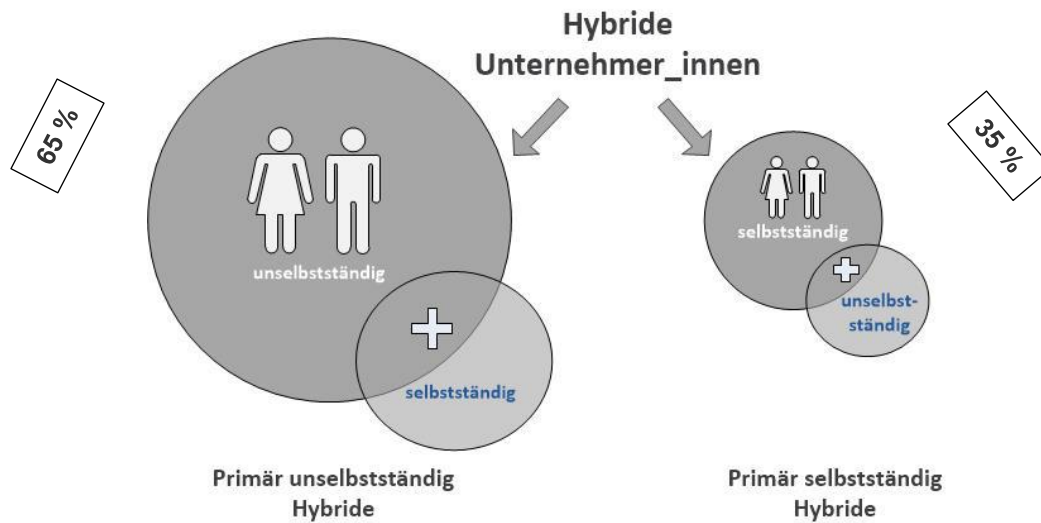 Hybride
Unternehmer_innen
65 %
35 %
unselbstständig
selbstständig
selbstständig
unselbst-
ständig
Primär unselbstständig
Hybride
Primär selbstständig
Hybride